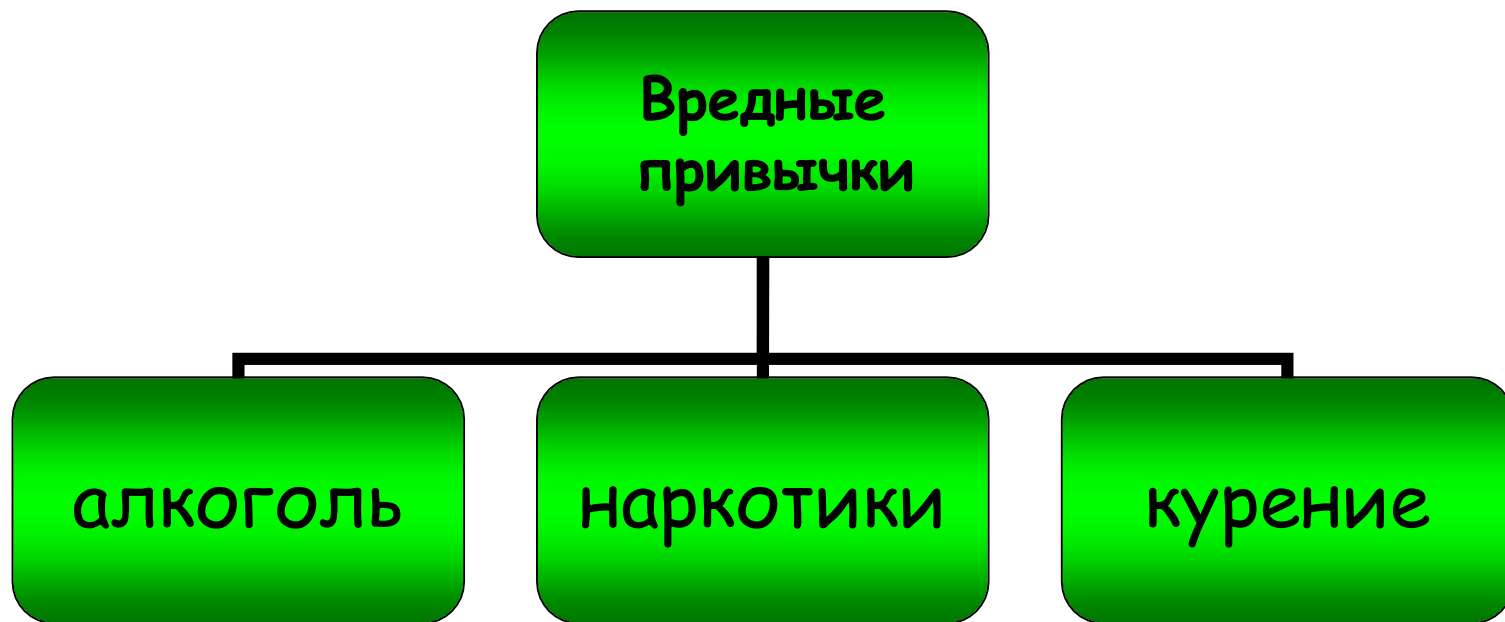 Вредные
привычки
алкоголь
наркотики
курение